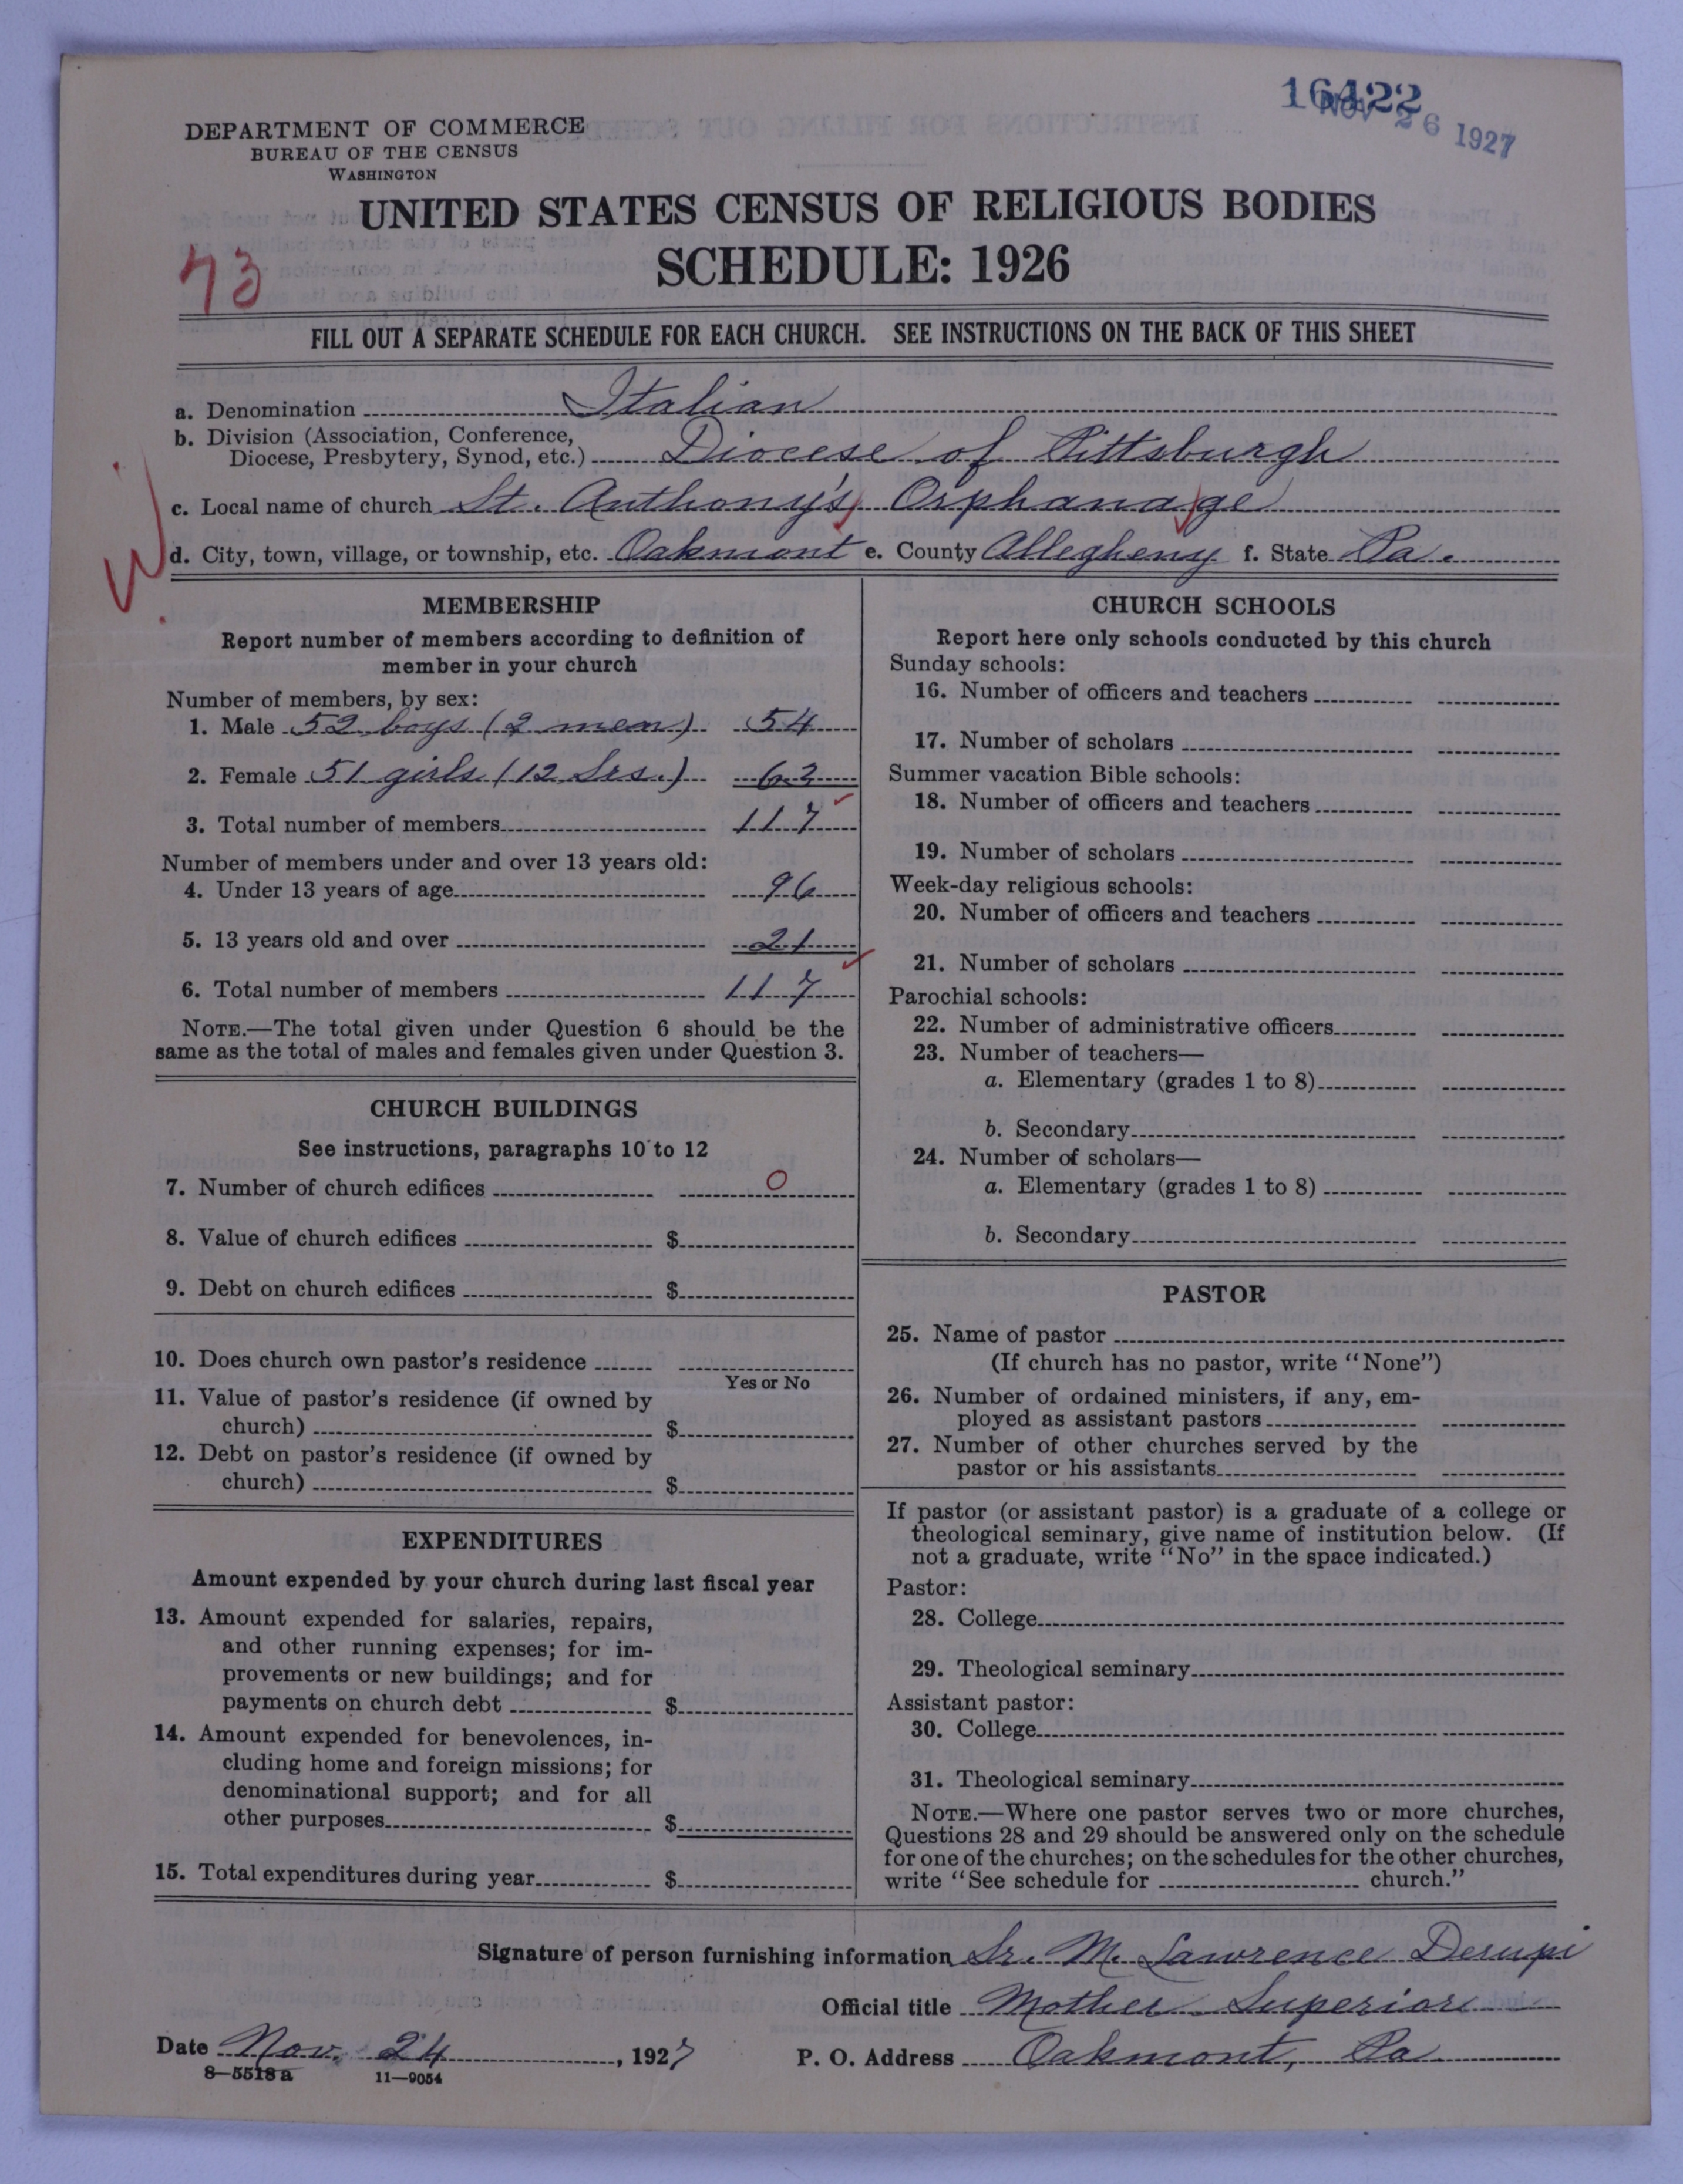 16422
NOV 26 1927
DEPARTMENT OF COMMERCE
BUREAU OF THE CENSUS
WASHINGTON
UNITED STATES CENSUS OF RELIGIOUS BODIES
SCHEDULE: 1926
73
FILL OUT A SEPARATE SCHEDULE FOR EACH CHURCH. SEE INSTRUCTIONS ON THE BACK OF THIS SHEET
a. Denomination Italian
b. Division (Association, Conference,
Diocese, Presbytery, Synod, etc.) Diocese of Pittsburgh
c. Local name of church St. Anthony's Orphanage
d. City, town, village, or township, etc. Oakmont e. County Allegheny f. State Pa.
MEMBERSHIP
Report number of members according to definition of
member in your church
Number of members, by sex:
1. Male 52 boys (2 men) 54
2. Female 51 girls (12 Srs.) 63
3. Total number of members 117
Number of members under and over 13 years old:
4. Under 13 years of age 96
5. 13 years old and over 21
6. Total number of members 117
NOTE.—The total given under Question 6 should be the
same as the total of males and females given under Question 3.
CHURCH BUILDINGS
See instructions, paragraphs 10 to 12
7. Number of church edifices 0
8. Value of church edifices $
9. Debt on church edifices $
10. Does church own pastor's residence
Yes or No
11. Value of pastor's residence (if owned by
church) $
12. Debt on pastor's residence (if owned by
church) $
EXPENDITURES
Amount expended by your church during last fiscal year
13. Amount expended for salaries, repairs,
and other running expenses; for im-
provements or new buildings; and for
payments on church debt $
14. Amount expended for benevolences, in-
cluding home and foreign missions; for
denominational support; and for all
other purposes $
15. Total expenditures during year $
CHURCH SCHOOLS
Report here only schools conducted by this church
Sunday schools:
16. Number of officers and teachers
17. Number of scholars
Summer vacation Bible schools:
18. Number of officers and teachers
19. Number of scholars
Week-day religious schools:
20. Number of officers and teachers
21. Number of scholars
Parochial schools:
22. Number of administrative officers
23. Number of teachers—
a. Elementary (grades 1 to 8)
b. Secondary
24. Number of scholars—
a. Elementary (grades 1 to 8)
b. Secondary
PASTOR
25. Name of pastor
(If church has no pastor, write "None")
26. Number of ordained ministers, if any, em-
ployed as assistant pastors
27. Number of other churches served by the
pastor or his assistants
If pastor (or assistant pastor) is a graduate of a college or
theological seminary, give name of institution below. (If
not a graduate, write "No" in the space indicated.)
Pastor:
28. College
29. Theological seminary
Assistant pastor:
30. College
31. Theological seminary
NOTE.—Where one pastor serves two or more churches,
Questions 28 and 29 should be answered only on the schedule
for one of the churches; on the schedules for the other churches,
write "See schedule for church."
Signature of person furnishing information Sr. M. Lawrence Derupi
Official title Mother Superior
Date Nov. 24, 1927 P. O. Address Oakmont, Pa
8—5518 a 11—9054